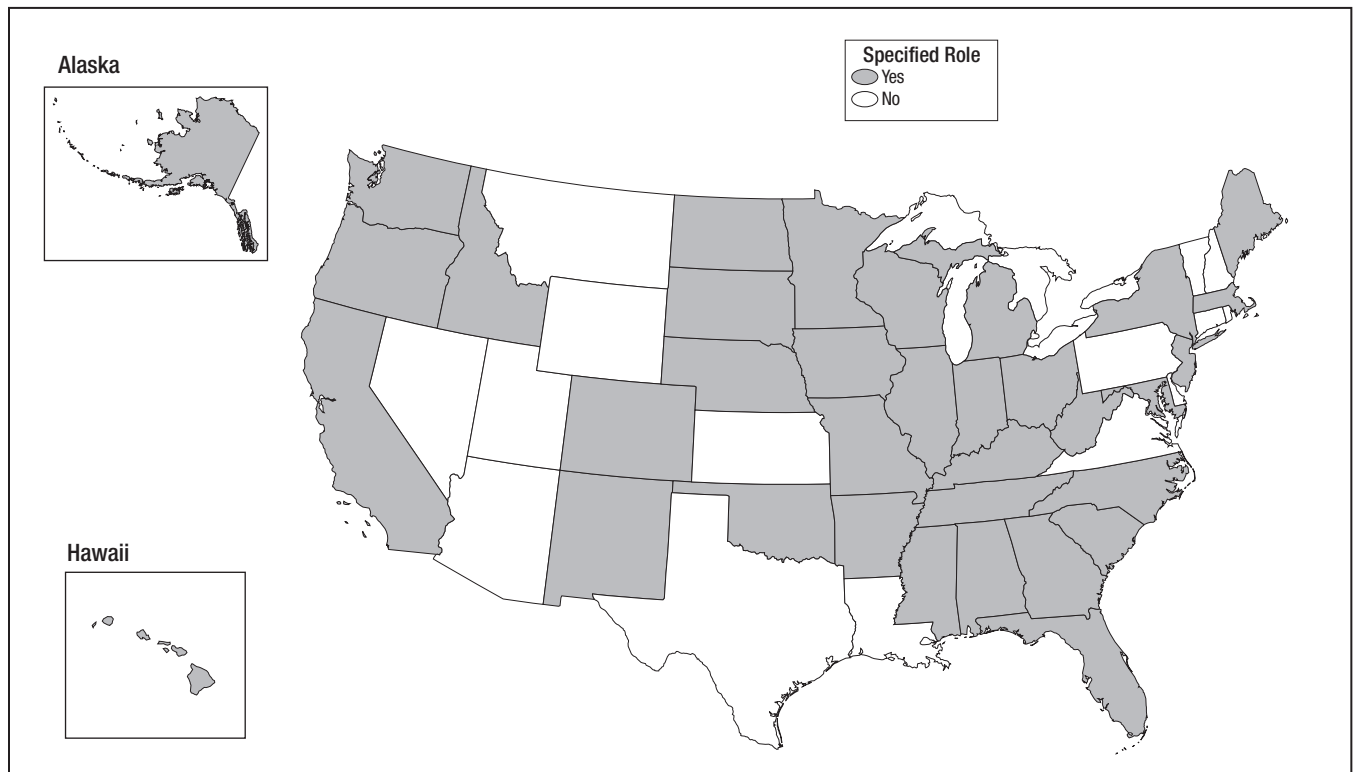 Alaska
Specified Role
Yes
No
Hawaii